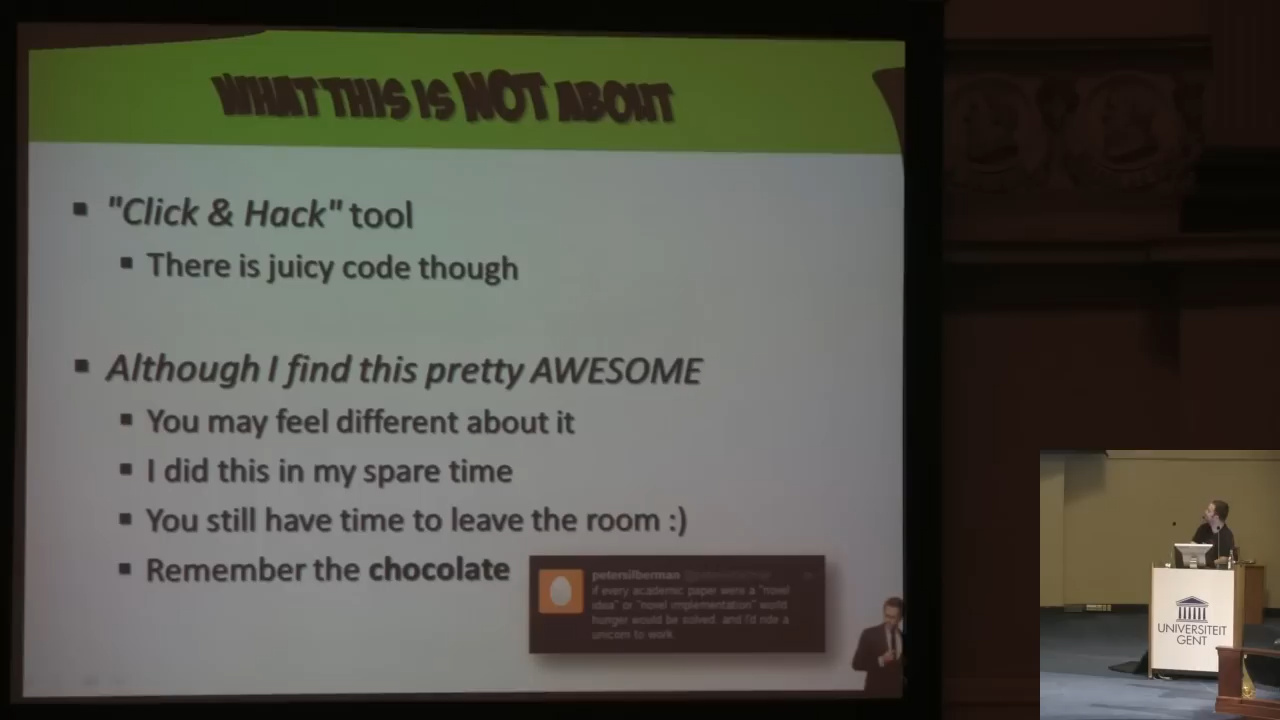 WHAT THIS IS NOT ABOUT
"Click & Hack" tool
There is juicy code though
Although I find this pretty AWESOME
You may feel different about it
I did this in my spare time
You still have time to leave the room :)
Remember the chocolate
petersilberman
if every academic paper were a "novel
idea" or "novel implementation" world
hunger would be solved, and I'd ride a
unicorn to work.
UNIVERSITEIT
GENT